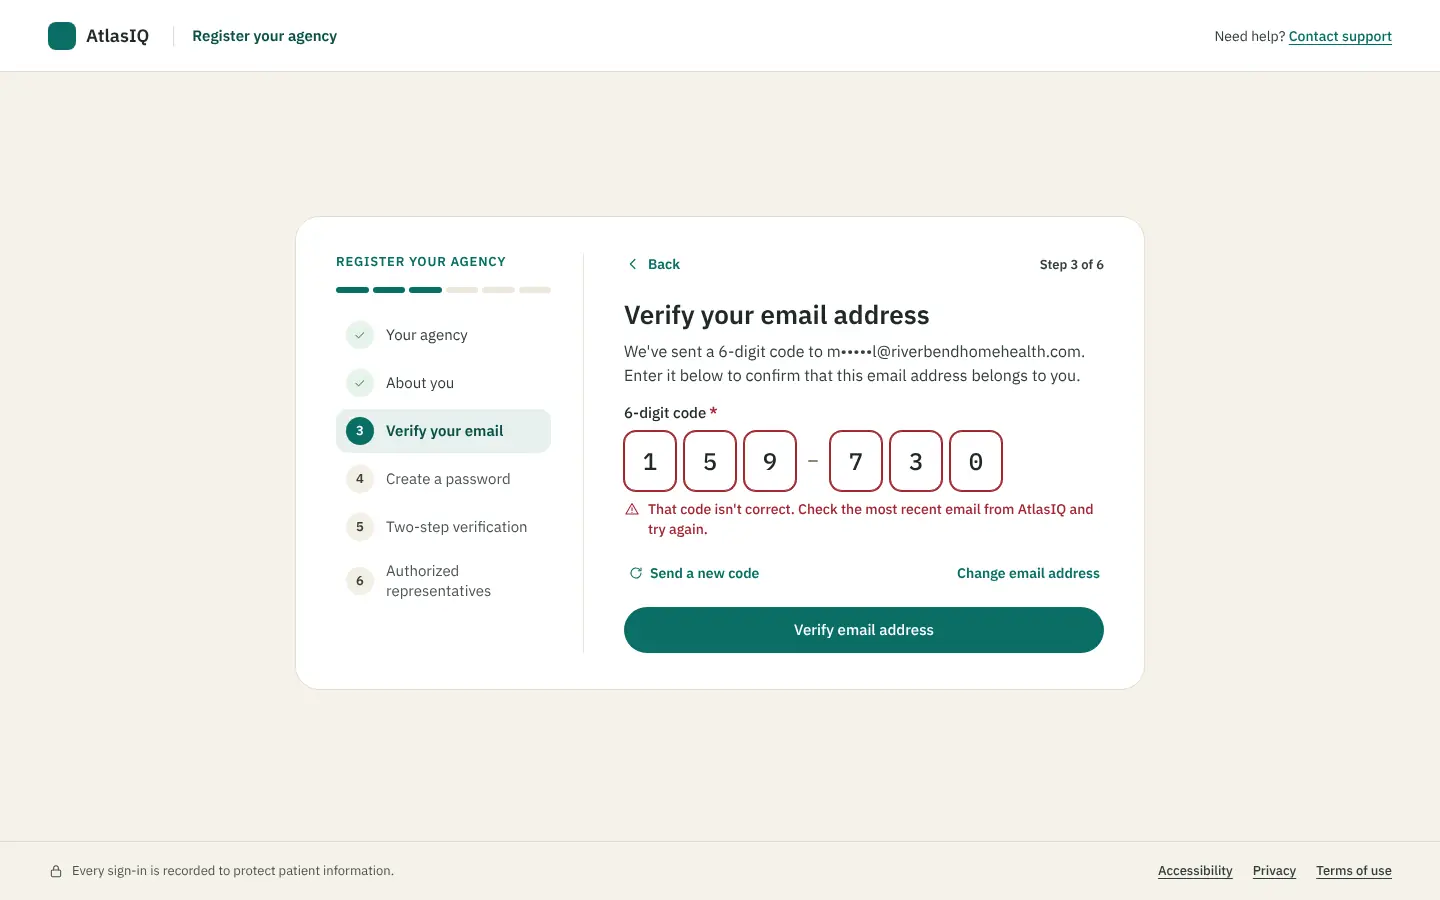 AtlasIQ
Register your agency
Need help? Contact support
REGISTER YOUR AGENCY
Your agency
About you
3 Verify your email
4 Create a password
5 Two-step verification
6 Authorized
representatives
Back
Step 3 of 6
Verify your email address
We've sent a 6-digit code to m•••••l@riverbendhomehealth.com.
Enter it below to confirm that this email address belongs to you.
6-digit code *
1 5 9 – 7 3 0
That code isn't correct. Check the most recent email from AtlasIQ and
try again.
Send a new code
Change email address
Verify email address
Every sign-in is recorded to protect patient information.
Accessibility
Privacy
Terms of use